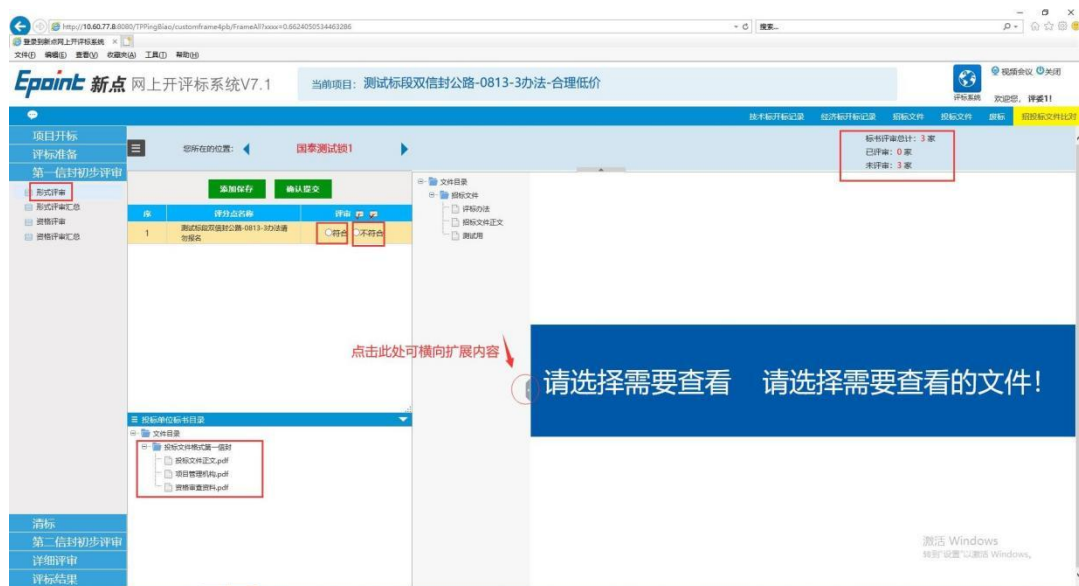 http://10.60.77.8:8080/TPPingBiao/customframe4pb/FrameAll?xxxx=0.6624050534463286
搜索...
登录到新点网上开评标系统
文件(F) 编辑(E) 查看(V) 收藏夹(A) 工具(T) 帮助(H)
Epoint 新点 网上开评标系统V7.1
当前项目: 测试标段双信封公路-0813-3办法-合理低价
评标系统
视频会议 关闭
欢迎您, 评委11
技术标开标记录 经济标开标记录 招标文件 投标文件 废标 招投标文件比对
项目开标
评标准备
第一信封初步评审
形式评审
形式评审汇总
资格评审
资格评审汇总
清标
第二信封初步评审
详细评审
评标结果
您所在的位置:
国泰测试锁1
标书评审总计: 3 家
已评审: 0 家
未评审: 3 家
添加保存 确认提交
序 评分点名称 评审
1 测试标段双信封公路-0813-3办法请勿报名 符合 不符合
文件目录
招标文件
评标办法
招标文件正文
测试用
点击此处可横向扩展内容
请选择需要查看 请选择需要查看的文件!
投标单位标书目录
文件目录
投标文件格式第一信封
投标文件正文.pdf
项目管理机构.pdf
资格审查资料.pdf
激活 Windows
转到"设置"以激活 Windows。